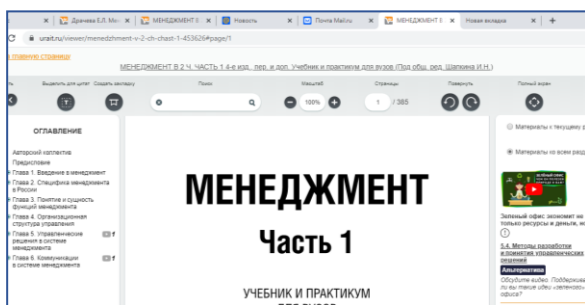 Драчева Е.Л. Мен
МЕНЕДЖМЕНТ В
Новость
Почта Mail.ru
МЕНЕДЖМЕНТ В
Новая вкладка
urait.ru/viewer/menedzhment-v-2-ch-chast-1-453626#page/1
главную страницу
МЕНЕДЖМЕНТ В 2 Ч. ЧАСТЬ 1 4-е изд., пер. и доп. Учебник и практикум для вузов (Под общ. ред. Шапкина И.Н.)
Выделить для цитат Создать закладку Поиск Масштаб Страницы Повернуть Полный экран
100% 1 / 385
ОГЛАВЛЕНИЕ
Авторский коллектив
Предисловие
Глава 1. Введение в менеджмент
Глава 2. Специфика менеджмента
в России
Глава 3. Понятие и сущность
функций менеджмента
Глава 4. Организационная
структура управления
Глава 5. Управленческие
решения в системе
менеджмента
Глава 6. Коммуникации
в системе менеджмента
МЕНЕДЖМЕНТ
Часть 1
УЧЕБНИК И ПРАКТИКУМ
ДЛЯ ВУЗОВ
Материалы к текущему
Материалы ко всем
Зеленый офис экономит не
только ресурсы и деньги,
5.4. Методы разработки
и принятия управленческих
решений
Альтернатива
Обсудите видео.
ли вы такие идеи «зеленого»
офиса?